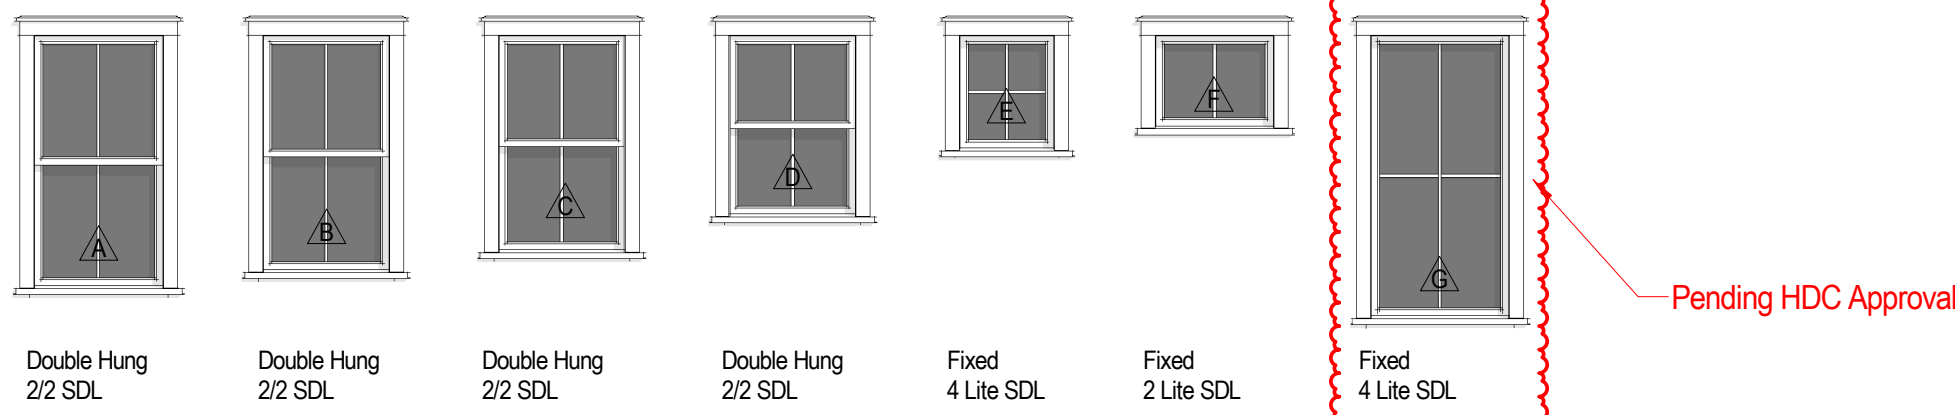 A
B
C
D
E
F
G
Pending HDC Approval
Double Hung
2/2 SDL
Double Hung
2/2 SDL
Double Hung
2/2 SDL
Double Hung
2/2 SDL
Fixed
4 Lite SDL
Fixed
2 Lite SDL
Fixed
4 Lite SDL